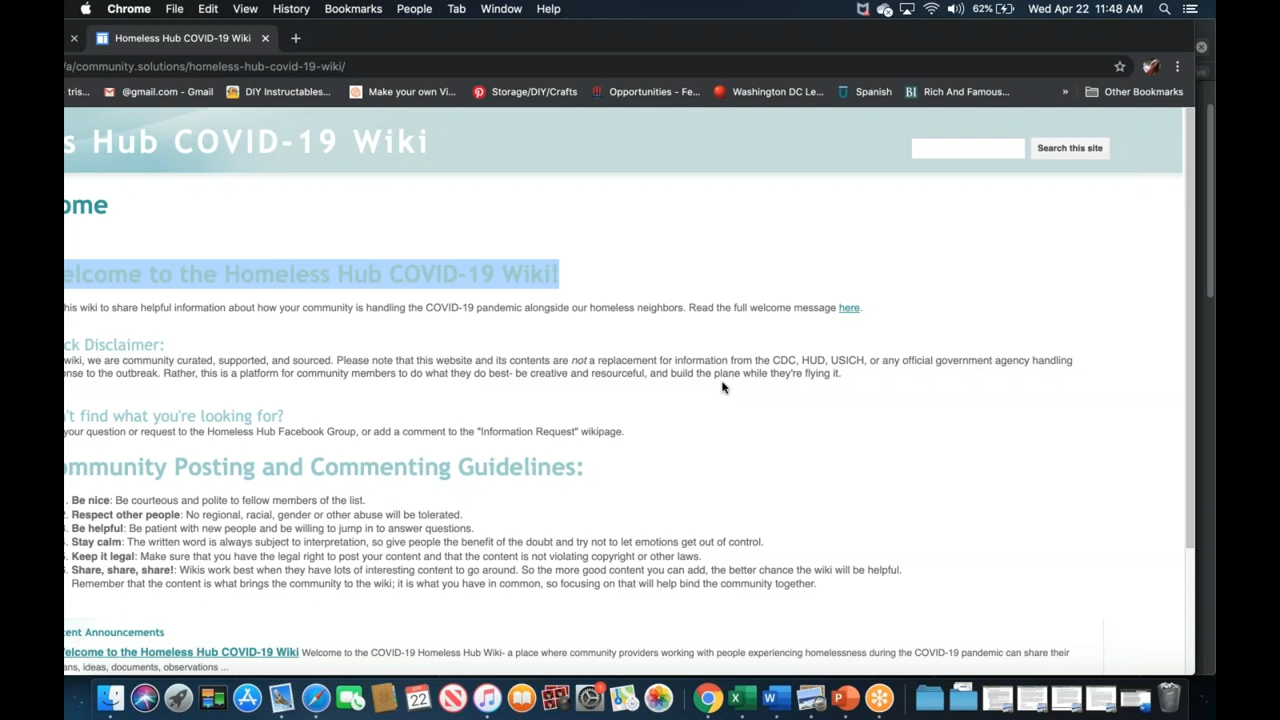 Chrome File Edit View History Bookmarks People Tab Window Help 62% Wed Apr 22 11:48 AM
Homeless Hub COVID-19 Wiki
/a/community.solutions/homeless-hub-covid-19-wiki/
tris... @gmail.com - Gmail DIY Instructables... Make your own Vi... Storage/DIY/Crafts Opportunities - Fe... Washington DC Le... Spanish BI Rich And Famous... » Other Bookmarks
s Hub COVID-19 Wiki
Search this site
ome
elcome to the Homeless Hub COVID-19 Wiki!
his wiki to share helpful information about how your community is handling the COVID-19 pandemic alongside our homeless neighbors. Read the full welcome message here.
ck Disclaimer:
wiki, we are community curated, supported, and sourced. Please note that this website and its contents are not a replacement for information from the CDC, HUD, USICH, or any official government agency handling
onse to the outbreak. Rather, this is a platform for community members to do what they do best- be creative and resourceful, and build the plane while they're flying it.
't find what you're looking for?
your question or request to the Homeless Hub Facebook Group, or add a comment to the "Information Request" wikipage.
ommunity Posting and Commenting Guidelines:
. Be nice: Be courteous and polite to fellow members of the list.
. Respect other people: No regional, racial, gender or other abuse will be tolerated.
. Be helpful: Be patient with new people and be willing to jump in to answer questions.
. Stay calm: The written word is always subject to interpretation, so give people the benefit of the doubt and try not to let emotions get out of control.
. Keep it legal: Make sure that you have the legal right to post your content and that the content is not violating copyright or other laws.
. Share, share, share!: Wikis work best when they have lots of interesting content to go around. So the more good content you can add, the better chance the wiki will be helpful.
Remember that the content is what brings the community to the wiki; it is what you have in common, so focusing on that will help bind the community together.
cent Announcements
elcome to the Homeless Hub COVID-19 Wiki Welcome to the COVID-19 Homeless Hub Wiki- a place where community providers working with people experiencing homelessness during the COVID-19 pandemic can share their
ans, ideas, documents, observations ...
22